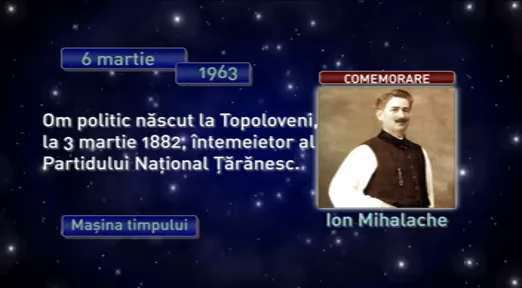 6 martie
1963
COMEMORARE
Om politic născut la Topoloveni,
la 3 martie 1882; întemeietor al
Partidului Național Țărănesc.
Ion Mihalache
Mașina timpului